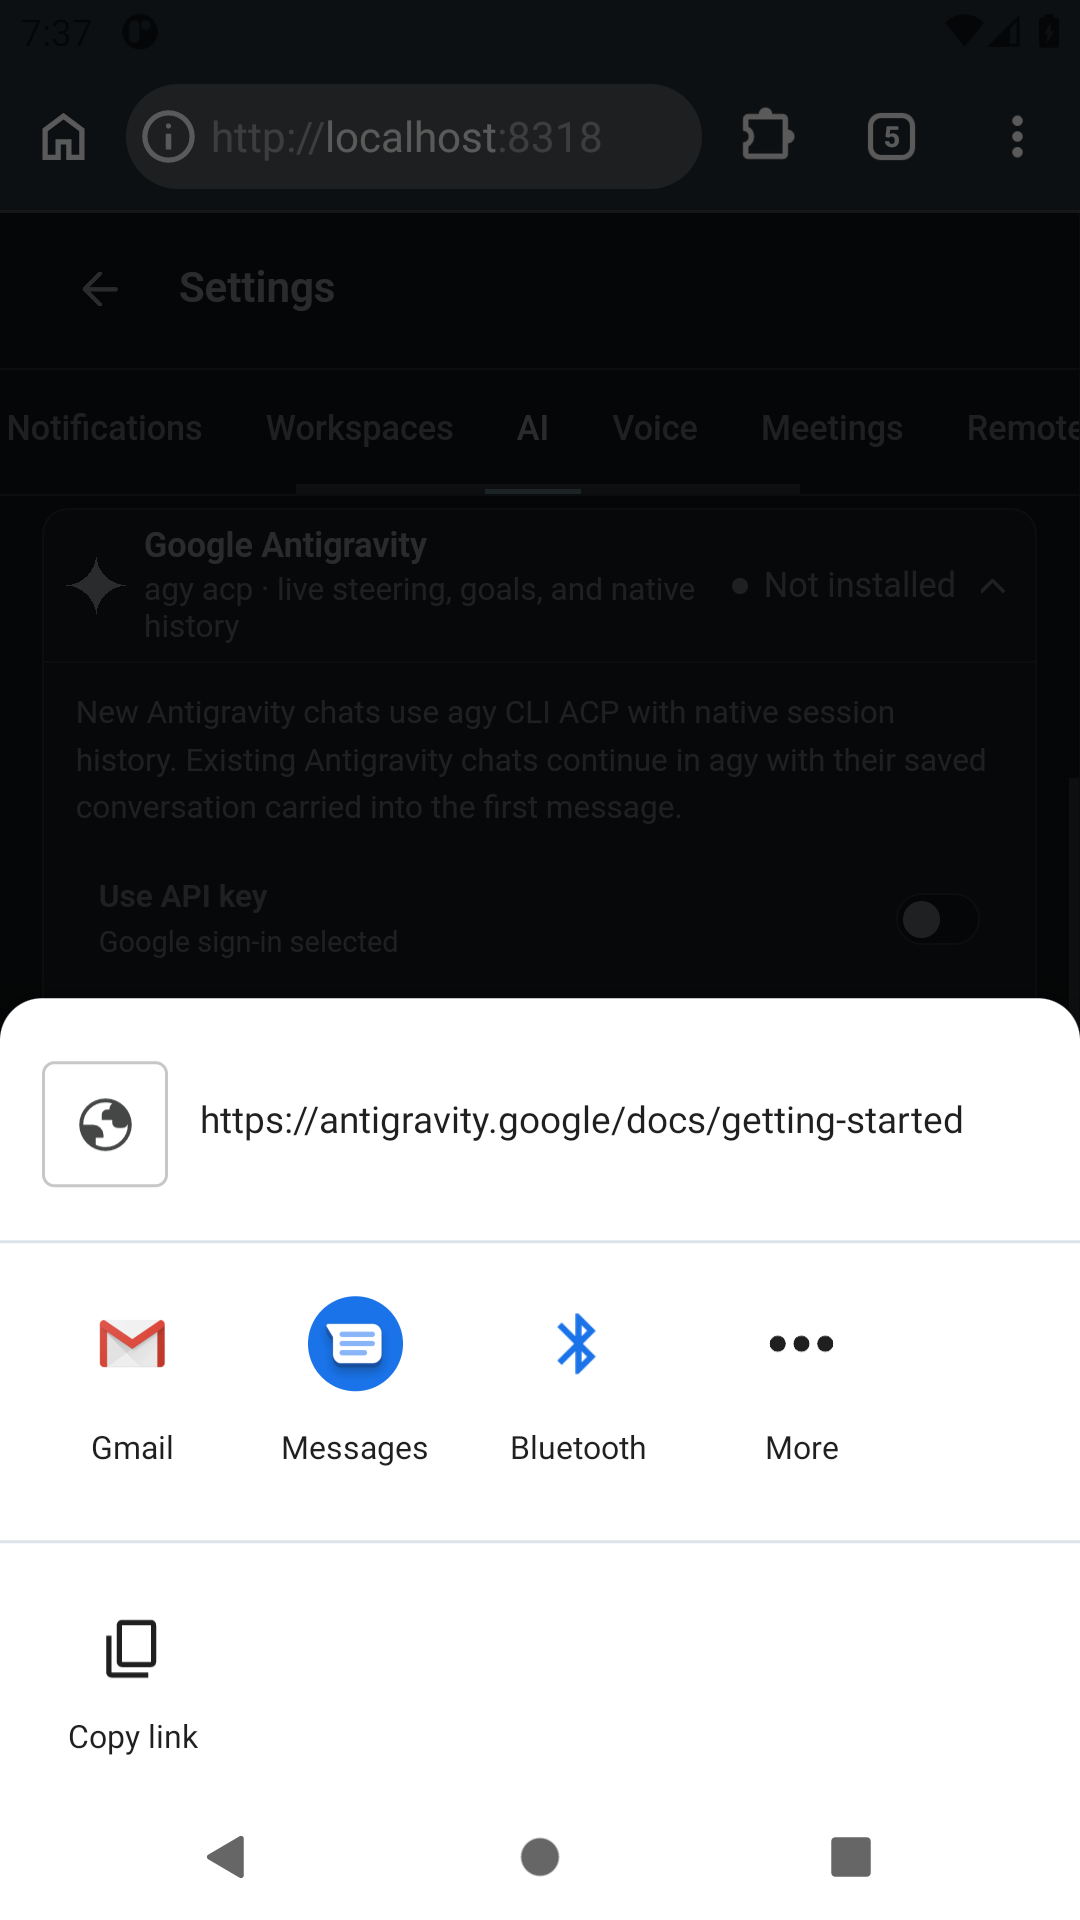 7:37
http://localhost:8318
5
Settings
Notifications
Workspaces
AI
Voice
Meetings
Remote
Google Antigravity
agy acp · live steering, goals, and native
history
Not installed
New Antigravity chats use agy CLI ACP with native session
history. Existing Antigravity chats continue in agy with their saved
conversation carried into the first message.
Use API key
Google sign-in selected
https://antigravity.google/docs/getting-started
Gmail
Messages
Bluetooth
More
Copy link